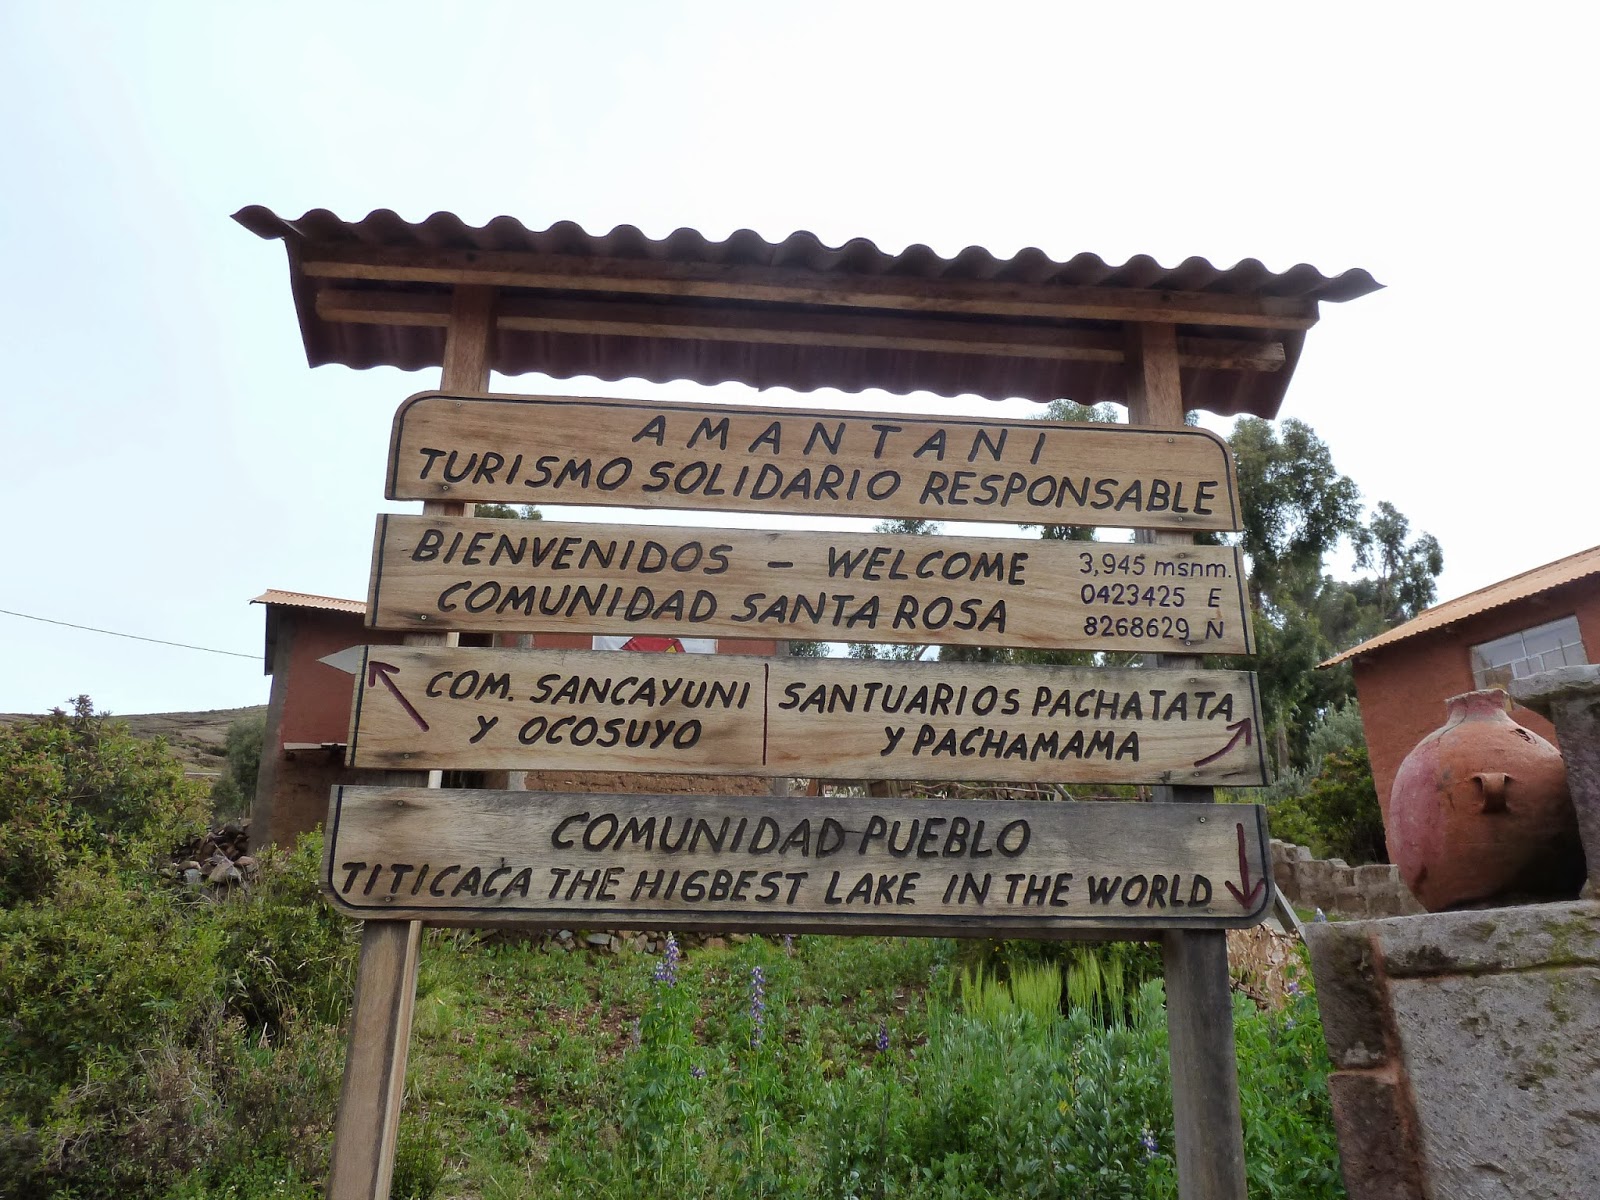 AMANTANI
TURISMO SOLIDARIO RESPONSABLE
BIENVENIDOS – WELCOME
COMUNIDAD SANTA ROSA
3,945 msnm.
0423425 E
8268629 N
COM. SANCAYUNI
Y OCOSUYO
SANTUARIOS PACHATATA
Y PACHAMAMA
COMUNIDAD PUEBLO
TITICACA THE HIGBEST LAKE IN THE WORLD